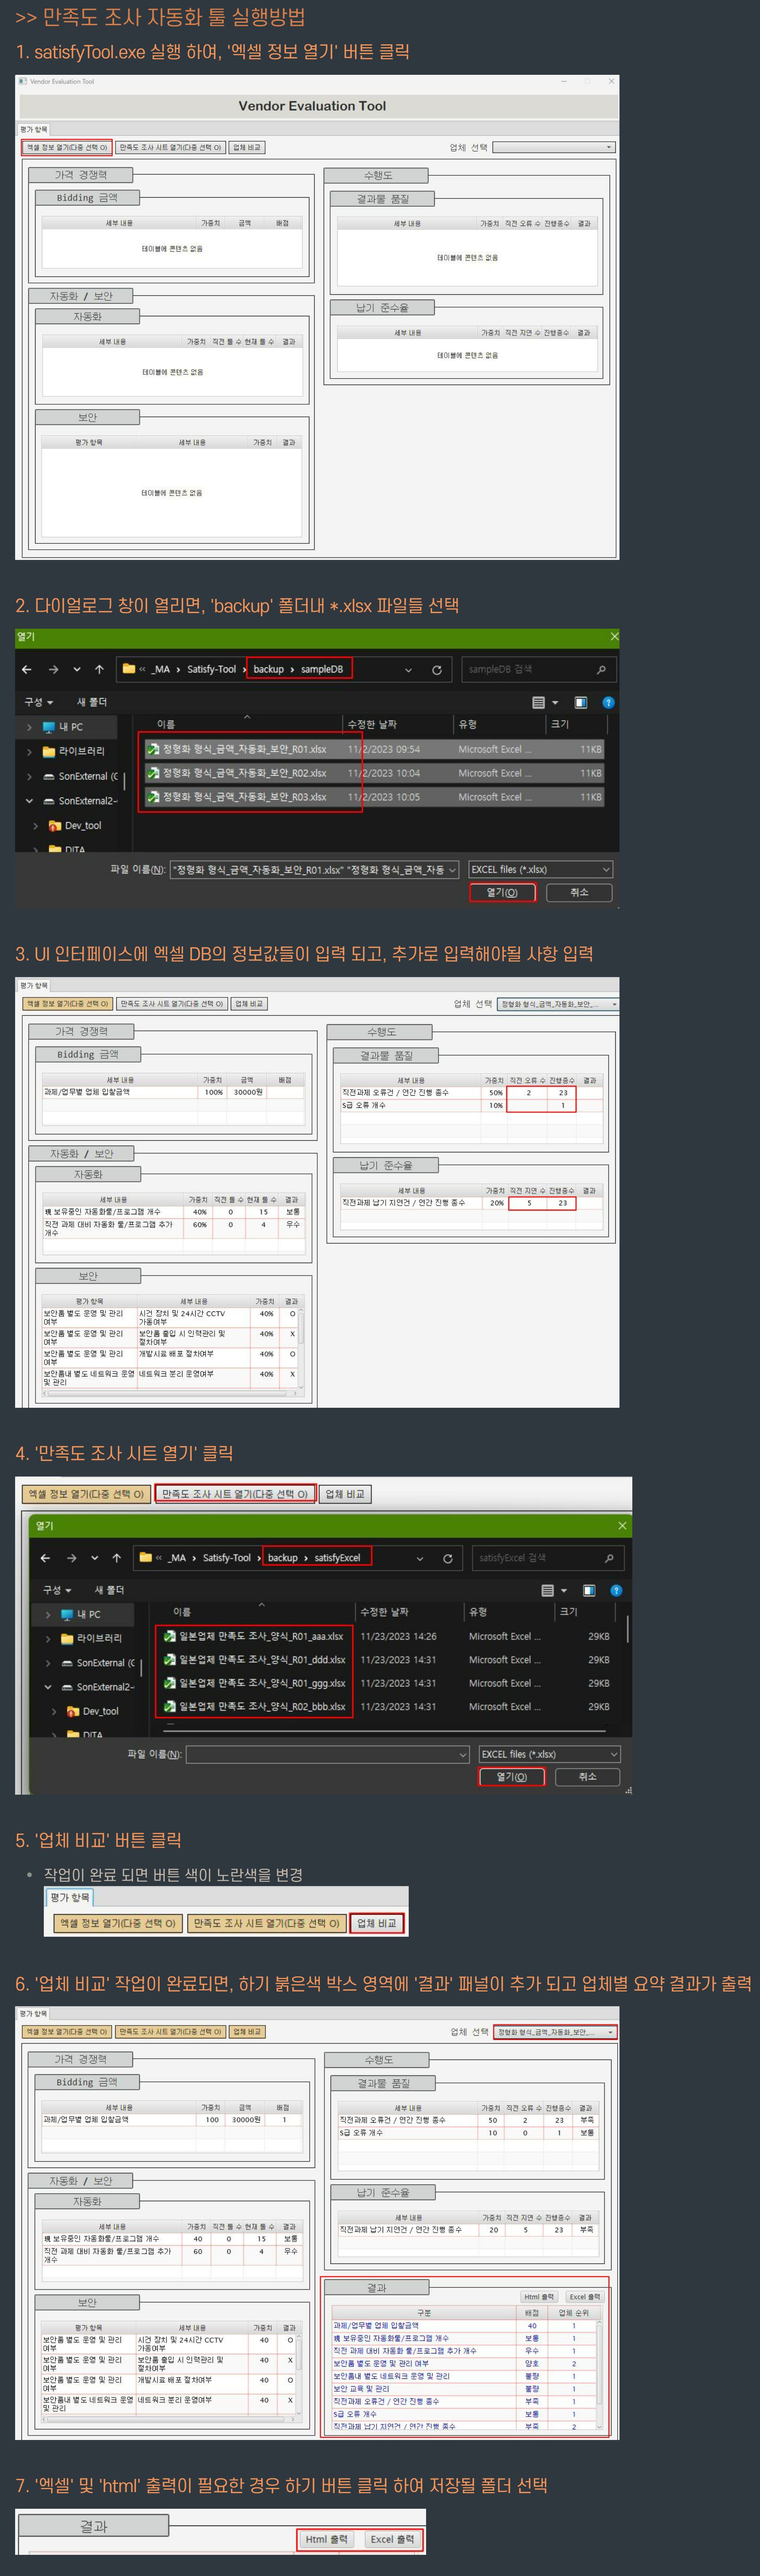 >> 만족도 조사 자동화 툴 실행방법
1. satisfyTool.exe 실행 하여, '엑셀 정보 열기' 버튼 클릭
Vendor Evaluation Tool
Vendor Evaluation Tool
평가 항목
엑셀 정보 열기(다중 선택 O) 만족도 조사 시트 열기(다중 선택 O) 업체 비교 업체 선택
가격 경쟁력
Bidding 금액
세부 내용 가중치 금액 배점
테이블에 콘텐츠 없음
자동화 / 보안
자동화
세부 내용 가중치 직전 툴 수 현재 툴 수 결과
테이블에 콘텐츠 없음
보안
평가 항목 세부 내용 가중치 결과
테이블에 콘텐츠 없음
수행도
결과물 품질
세부 내용 가중치 직전 오류 수 진행종수 결과
테이블에 콘텐츠 없음
납기 준수율
세부 내용 가중치 직전 지연 수 진행종수 결과
테이블에 콘텐츠 없음
2. 다이얼로그 창이 열리면, 'backup' 폴더내 *.xlsx 파일들 선택
열기
« _MA › Satisfy-Tool › backup › sampleDB sampleDB 검색
구성 새 폴더
내 PC
라이브러리
SonExternal (C
SonExternal2-
Dev_tool
DITA
이름 수정한 날짜 유형 크기
정형화 형식_금액_자동화_보안_R01.xlsx 11/2/2023 09:54 Microsoft Excel ... 11KB
정형화 형식_금액_자동화_보안_R02.xlsx 11/2/2023 10:04 Microsoft Excel ... 11KB
정형화 형식_금액_자동화_보안_R03.xlsx 11/2/2023 10:05 Microsoft Excel ... 11KB
파일 이름(N): "정형화 형식_금액_자동화_보안_R01.xlsx" "정형화 형식_금액_자동 EXCEL files (*.xlsx)
열기(O) 취소
3. UI 인터페이스에 엑셀 DB의 정보값들이 입력 되고, 추가로 입력해야될 사항 입력
평가 항목
엑셀 정보 열기(다중 선택 O) 만족도 조사 시트 열기(다중 선택 O) 업체 비교 업체 선택 정형화 형식_금액_자동화_보안_...
가격 경쟁력
Bidding 금액
세부 내용 가중치 금액 배점
과제/업무별 업체 입찰금액 100% 30000원
자동화 / 보안
자동화
세부 내용 가중치 직전 툴 수 현재 툴 수 결과
現 보유중인 자동화툴/프로그램 개수 40% 0 15 보통
직전 과제 대비 자동화 툴/프로그램 추가 60% 0 4 우수
개수
보안
평가 항목 세부 내용 가중치 결과
보안룸 별도 운영 및 관리 시건 장치 및 24시간 CCTV 40% O
여부 가동여부
보안룸 별도 운영 및 관리 보안룸 출입 시 인력관리 및 40% X
여부 절차여부
보안룸 별도 운영 및 관리 개발시료 배포 절차여부 40% O
여부
보안룸내 별도 네트워크 운영 네트워크 분리 운영여부 40% X
및 관리
수행도
결과물 품질
세부 내용 가중치 직전 오류 수 진행종수 결과
직전과제 오류건 / 연간 진행 종수 50% 2 23
S급 오류 개수 10% 1
납기 준수율
세부 내용 가중치 직전 지연 수 진행종수 결과
직전과제 납기 지연건 / 연간 진행 종수 20% 5 23
4. '만족도 조사 시트 열기' 클릭
엑셀 정보 열기(다중 선택 O) 만족도 조사 시트 열기(다중 선택 O) 업체 비교
열기
« _MA › Satisfy-Tool › backup › satisfyExcel satisfyExcel 검색
구성 새 폴더
내 PC
라이브러리
SonExternal (C
SonExternal2-
Dev_tool
DITA
이름 수정한 날짜 유형 크기
일본업체 만족도 조사_양식_R01_aaa.xlsx 11/23/2023 14:26 Microsoft Excel ... 29KB
일본업체 만족도 조사_양식_R01_ddd.xlsx 11/23/2023 14:31 Microsoft Excel ... 29KB
일본업체 만족도 조사_양식_R01_ggg.xlsx 11/23/2023 14:31 Microsoft Excel ... 29KB
일본업체 만족도 조사_양식_R02_bbb.xlsx 11/23/2023 14:31 Microsoft Excel ... 29KB
파일 이름(N): EXCEL files (*.xlsx)
열기(O) 취소
5. '업체 비교' 버튼 클릭
• 작업이 완료 되면 버튼 색이 노란색을 변경
평가 항목
엑셀 정보 열기(다중 선택 O) 만족도 조사 시트 열기(다중 선택 O) 업체 비교
6. '업체 비교' 작업이 완료되면, 하기 붉은색 박스 영역에 '결과' 패널이 추가 되고 업체별 요약 결과가 출력
평가 항목
엑셀 정보 열기(다중 선택 O) 만족도 조사 시트 열기(다중 선택 O) 업체 비교 업체 선택 정형화 형식_금액_자동화_보안_...
가격 경쟁력
Bidding 금액
세부 내용 가중치 금액 배점
과제/업무별 업체 입찰금액 100 30000원 1
자동화 / 보안
자동화
세부 내용 가중치 직전 툴 수 현재 툴 수 결과
現 보유중인 자동화툴/프로그램 개수 40 0 15 보통
직전 과제 대비 자동화 툴/프로그램 추가 60 0 4 우수
개수
보안
평가 항목 세부 내용 가중치 결과
보안룸 별도 운영 및 관리 시건 장치 및 24시간 CCTV 40 O
여부 가동여부
보안룸 별도 운영 및 관리 보안룸 출입 시 인력관리 및 40 X
여부 절차여부
보안룸 별도 운영 및 관리 개발시료 배포 절차여부 40 O
여부
보안룸내 별도 네트워크 운영 네트워크 분리 운영여부 40 X
및 관리
수행도
결과물 품질
세부 내용 가중치 직전 오류 수 진행종수 결과
직전과제 오류건 / 연간 진행 종수 50 2 23 부족
S급 오류 개수 10 0 1 보통
납기 준수율
세부 내용 가중치 직전 지연 수 진행종수 결과
직전과제 납기 지연건 / 연간 진행 종수 20 5 23 부족
결과
Html 출력 Excel 출력
구분 배점 업체 순위
과제/업무별 업체 입찰금액 40 1
現 보유중인 자동화툴/프로그램 개수 보통 1
직전 과제 대비 자동화 툴/프로그램 추가 개수 우수 1
보안룸 별도 운영 및 관리 여부 양호 2
보안룸내 별도 네트워크 운영 및 관리 불량 1
보안 교육 및 관리 불량 1
직전과제 오류건 / 연간 진행 종수 부족 1
S급 오류 개수 보통 1
직전과제 납기 지연건 / 연간 진행 종수 부족 2
7. '엑셀' 및 'html' 출력이 필요한 경우 하기 버튼 클릭 하여 저장될 폴더 선택
결과
Html 출력 Excel 출력